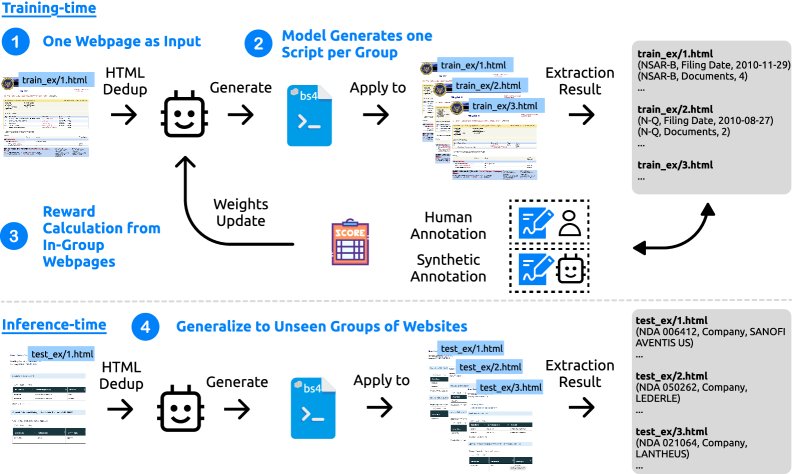 Training-time
1 One Webpage as Input
2 Model Generates one
Script per Group
train_ex/1.html
HTML
Dedup
Generate
bs4
Apply to
train_ex/1.html
train_ex/2.html
train_ex/3.html
Extraction
Result
train_ex/1.html
(NSAR-B, Filing Date, 2010-11-29)
(NSAR-B, Documents, 4)
...
train_ex/2.html
(N-Q, Filing Date, 2010-08-27)
(N-Q, Documents, 2)
...
train_ex/3.html
...
3 Reward
Calculation from
In-Group
Webpages
Weights
Update
SCORE
Human
Annotation
Synthetic
Annotation
Inference-time
4 Generalize to Unseen Groups of Websites
test_ex/1.html
HTML
Dedup
Generate
bs4
Apply to
test_ex/1.html
test_ex/2.html
test_ex/3.html
Extraction
Result
test_ex/1.html
(NDA 006412, Company, SANOFI
AVENTIS US)
...
test_ex/2.html
(NDA 050262, Company,
LEDERLE)
...
test_ex/3.html
(NDA 021064, Company,
LANTHEUS)
...